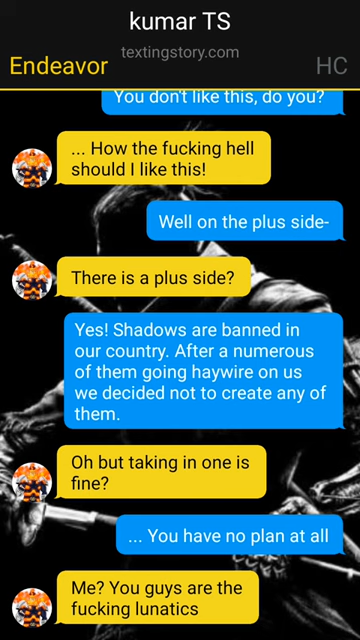 kumar TS
textingstory.com
Endeavor
HC
You don't like this, do you?
... How the fucking hell
should I like this!
Well on the plus side-
There is a plus side?
Yes! Shadows are banned in
our country. After a numerous
of them going haywire on us
we decided not to create any of
them.
Oh but taking in one is
fine?
... You have no plan at all
Me? You guys are the
fucking lunatics